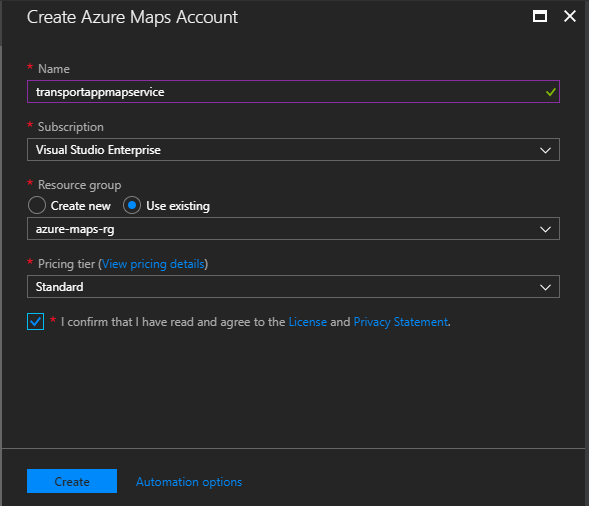 Create Azure Maps Account
* Name
transportappmapservice
* Subscription
Visual Studio Enterprise
* Resource group
Create new Use existing
azure-maps-rg
* Pricing tier (View pricing details)
Standard
* I confirm that I have read and agree to the License and Privacy Statement.
Create Automation options